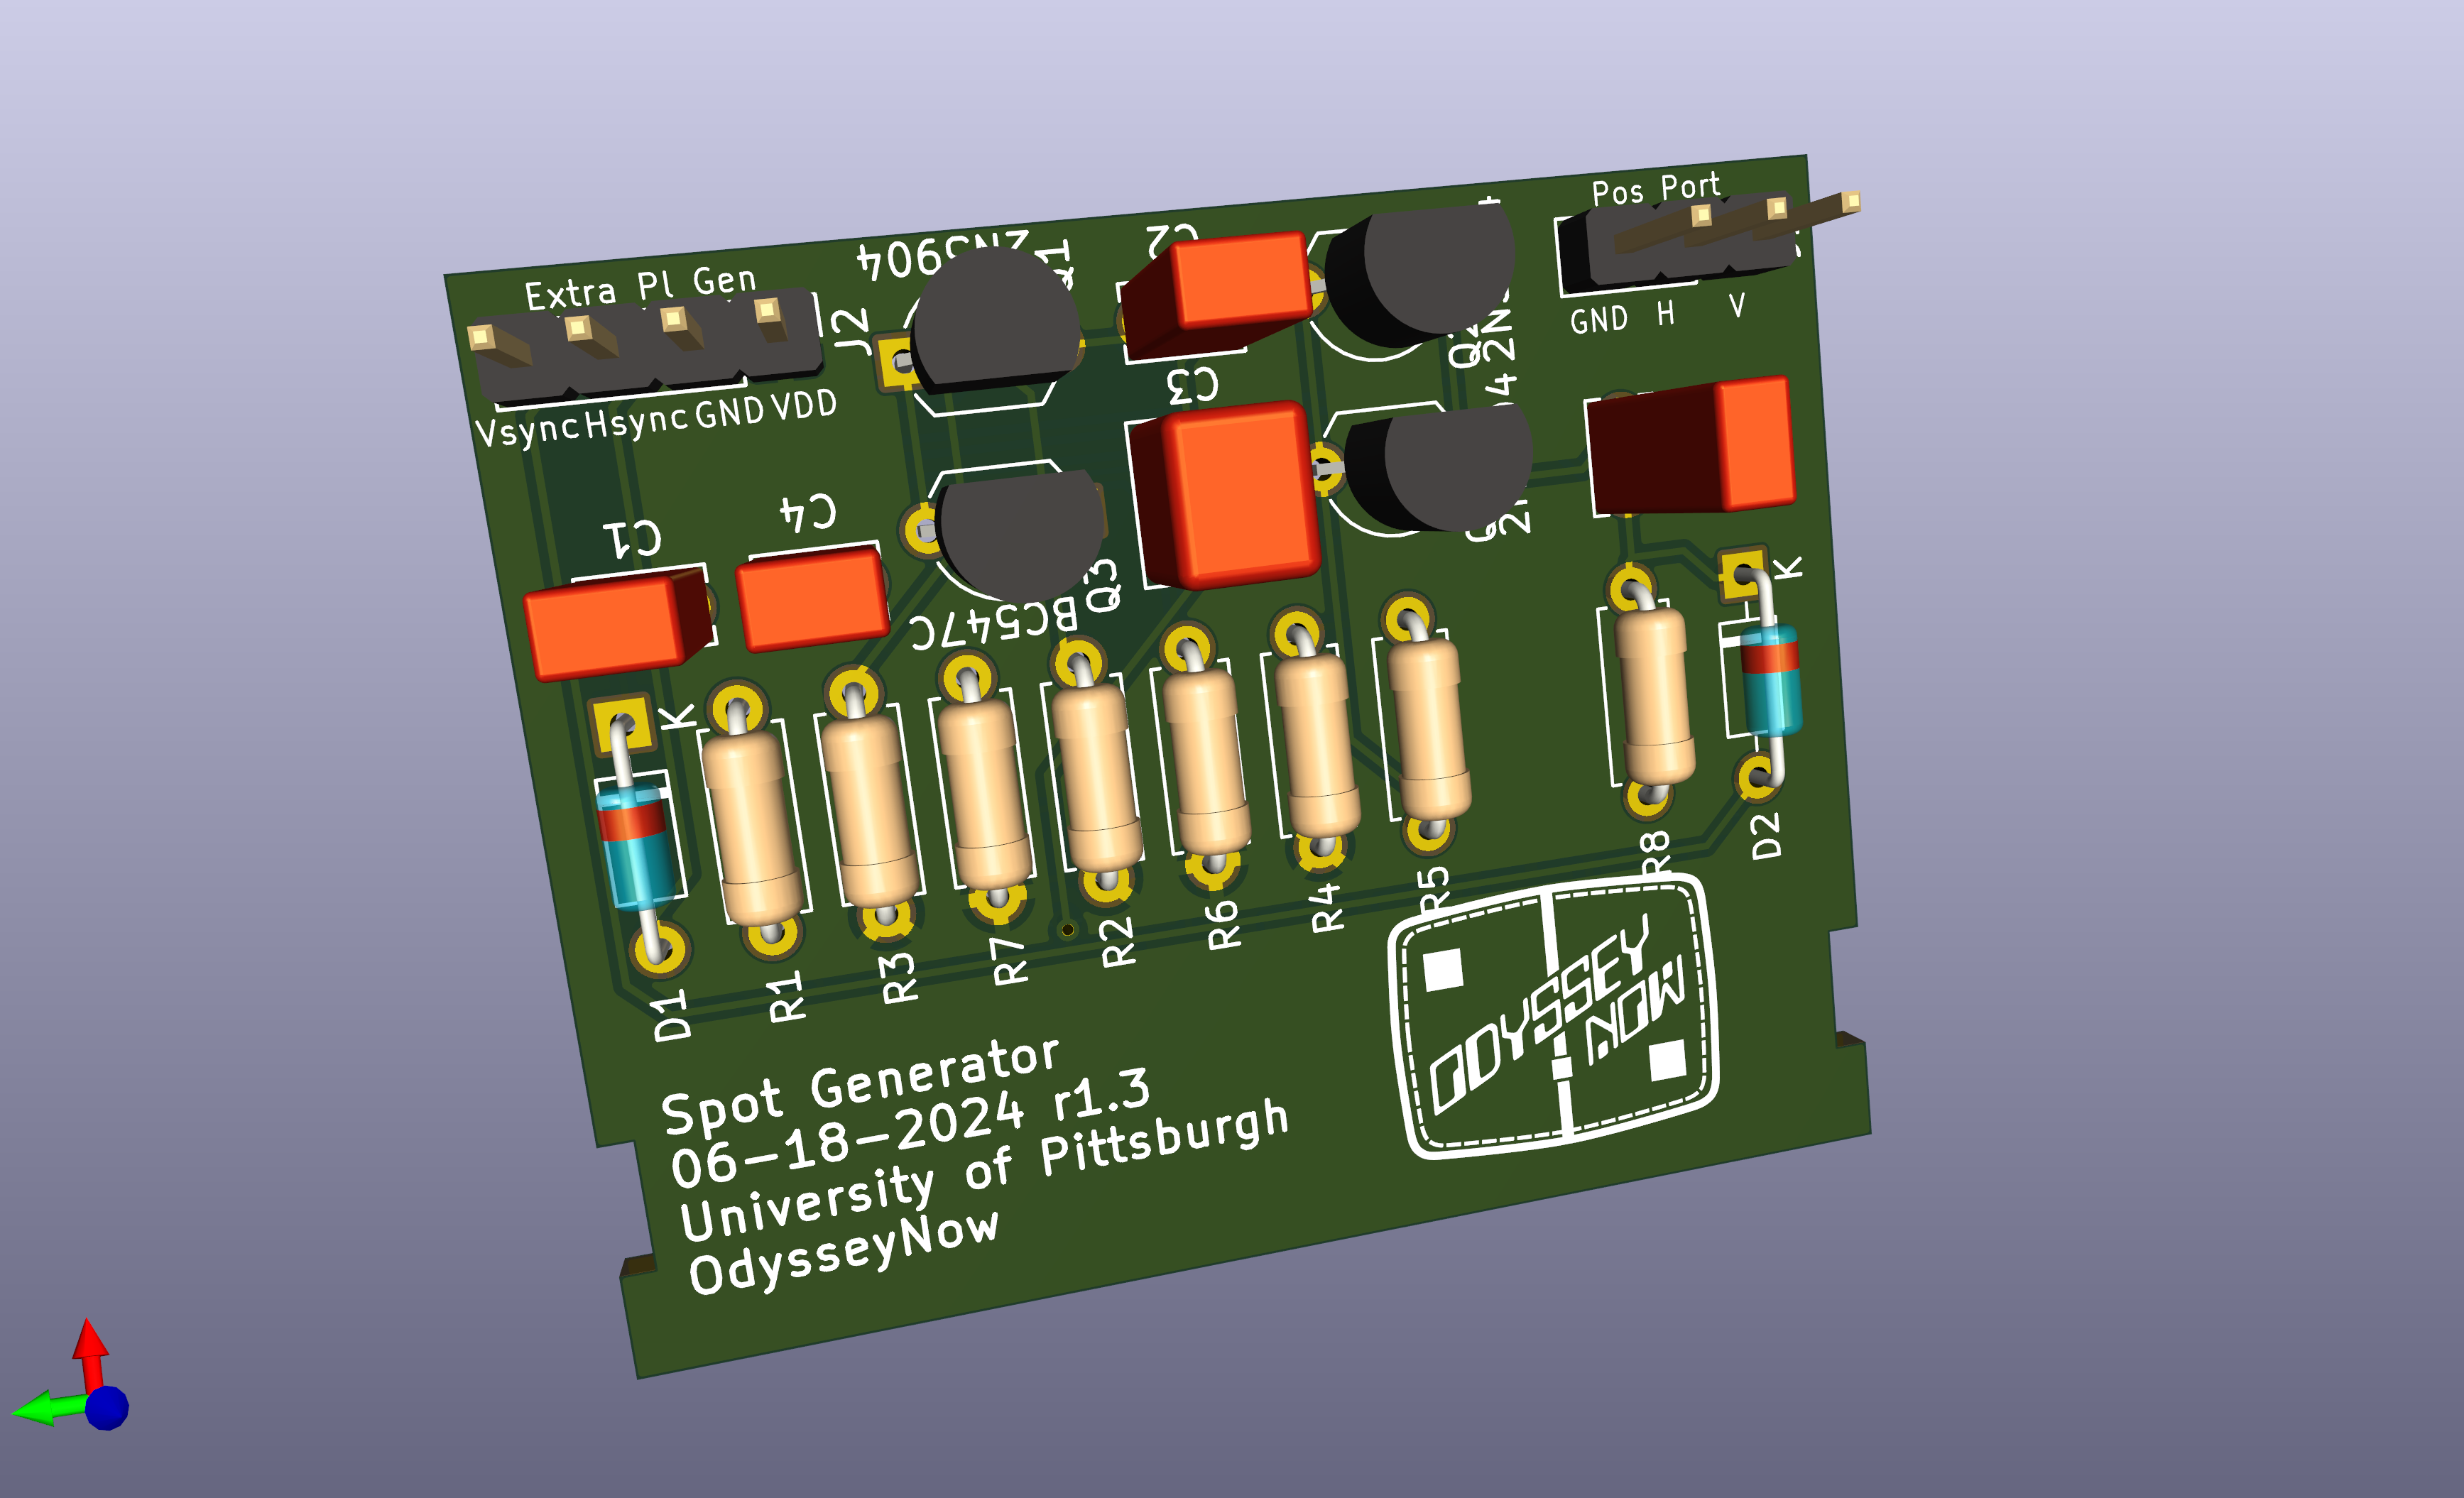 Pos Port
Extra Pl Gen
J2
C2
GND H V
Vsync Hsync GND VDD
C3
C4
C1
BC547C
Q3
K
K
D2
R8
R5
R4
R6
R2
R7
R3
R1
D1
ODYSSEY
NOW
Spot Generator
06-18-2024 r1.3
University of Pittsburgh
OdysseyNow